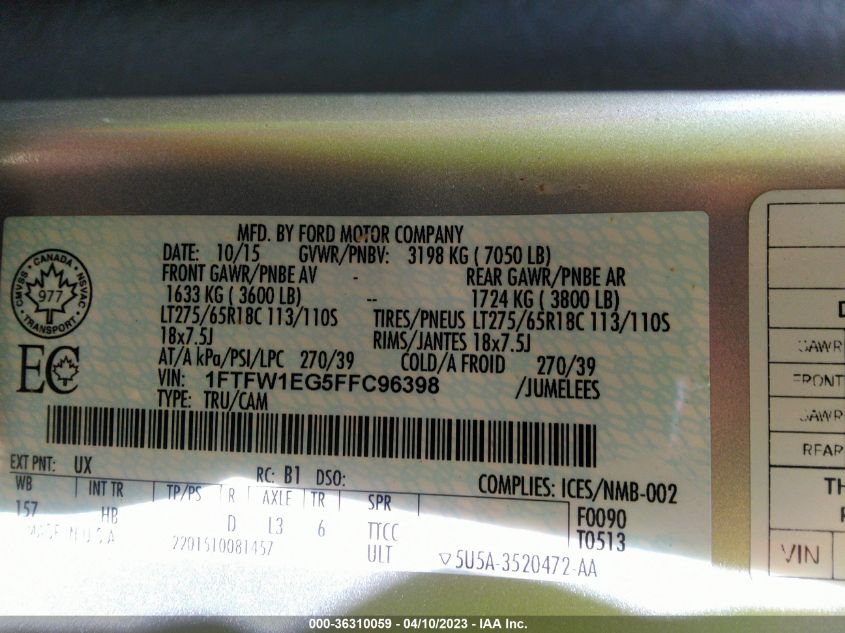 MFD. BY FORD MOTOR COMPANY
DATE: 10/15 GVWR/PNBV: 3198 KG ( 7050 LB)
FRONT GAWR/PNBE AV - REAR GAWR/PNBE AR
1633 KG ( 3600 LB) -- 1724 KG ( 3800 LB)
LT275/65R18C 113/110S TIRES/PNEUS LT275/65R18C 113/110S
18x7.5J RIMS/JANTES 18x7.5J
AT/A kPa/PSI/LPC 270/39 COLD/A FROID 270/39
VIN: 1FTFW1EG5FFC96398 /JUMELEES
TYPE: TRU/CAM
CMVSS CANADA NSVAC
977
TRANSPORT
EC
EXT PNT: UX RC: B1 DSO: COMPLIES: ICES/NMB-002
WB INT TR TP/PS R AXLE TR SPR F0090
157 HB D L3 6 TTCC T0513
MADE IN U.S.A 2201510081457 ULT 5U5A-3520472-AA
D
GAWR
FRONT
GAWR
REAR
TH
VIN
000-36310059 - 04/10/2023 - IAA Inc.